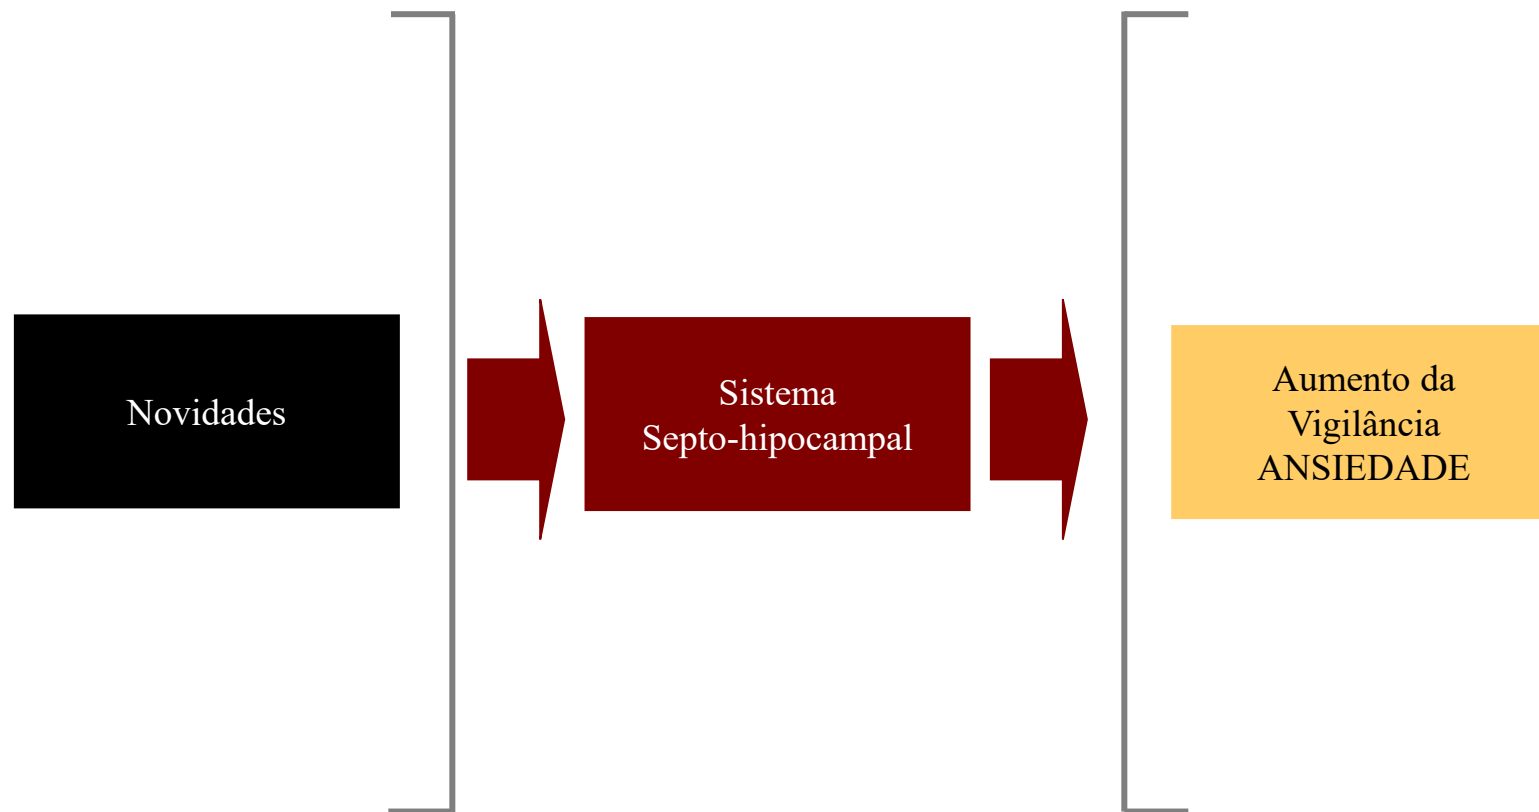 Novidades
Sistema
Septo-hipocampal
Aumento da
Vigilância
ANSIEDADE